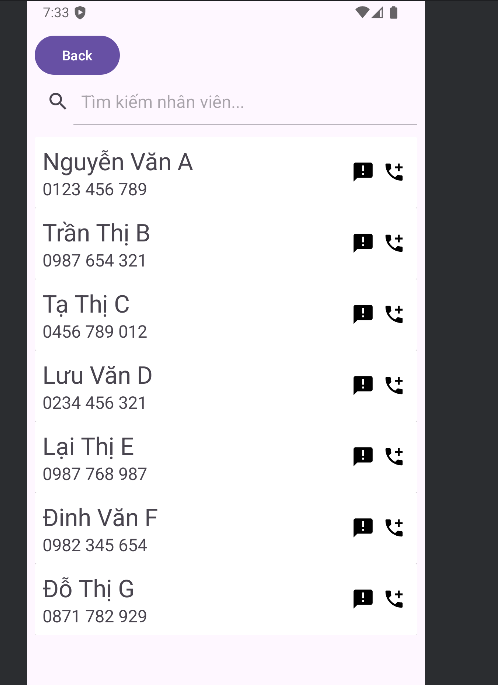 7:33
Back
Tìm kiếm nhân viên...
Nguyễn Văn A
0123 456 789
Trần Thị B
0987 654 321
Tạ Thị C
0456 789 012
Lưu Văn D
0234 456 321
Lại Thị E
0987 768 987
Đinh Văn F
0982 345 654
Đỗ Thị G
0871 782 929